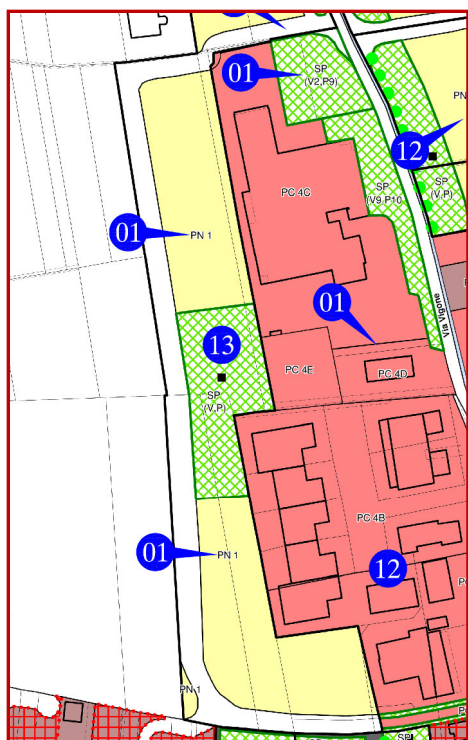 01
SP
(V2,P9)
PN
12
PC 4C
SP
(V,P)
SP
(V9,P10
01
PN 1
01
Via Vigone
13
PC 4E
PC 4D
SP
(V,P)
PC 4B
01
PN 1
12
PN 1
SP